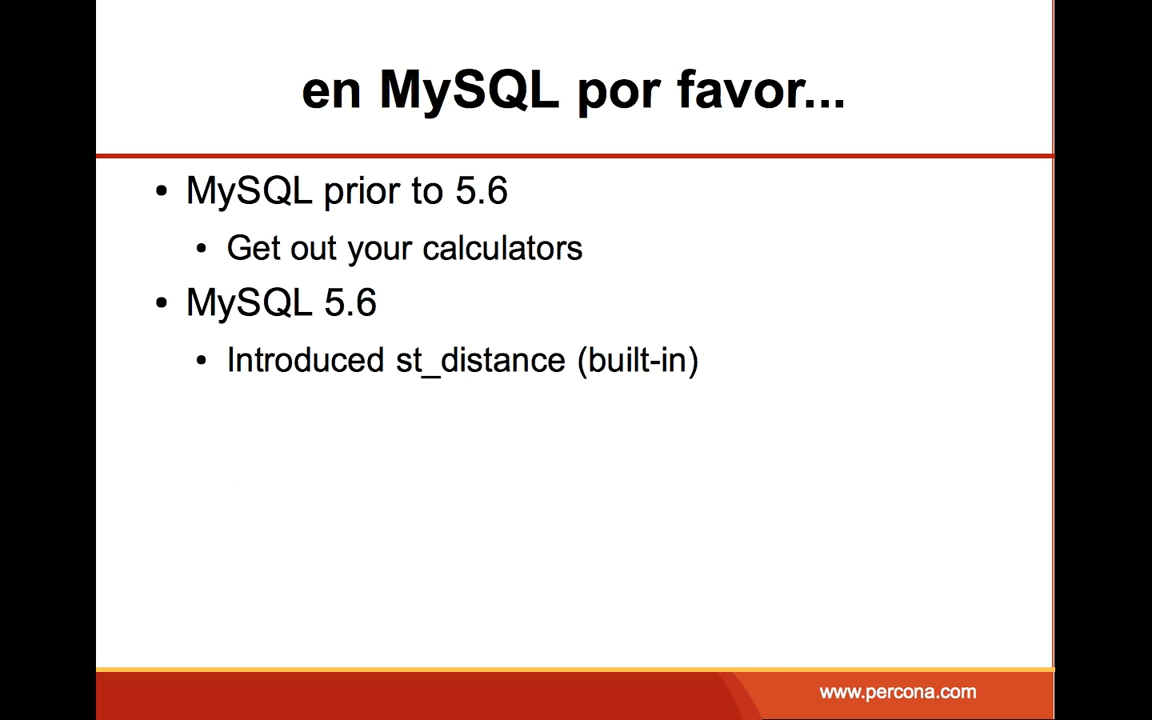 en MySQL por favor...
• MySQL prior to 5.6
• Get out your calculators
• MySQL 5.6
• Introduced st_distance (built-in)
www.percona.com